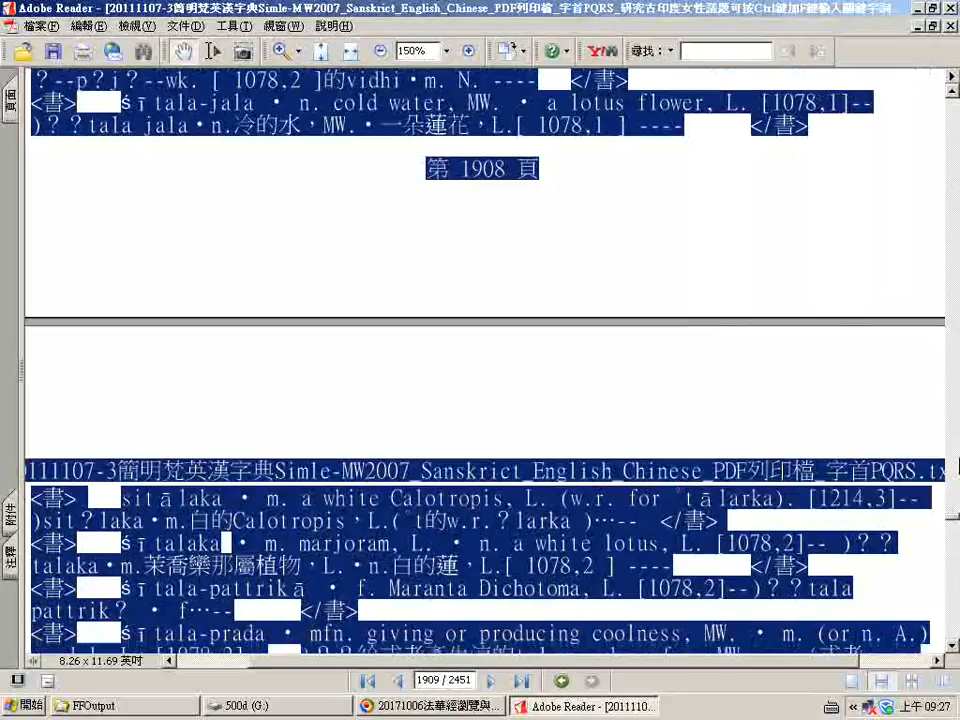 Adobe Reader - [20111107-3簡明梵英漢字典Simle-MW2007_Sanskrict_English_Chinese_PDF列印檔_字首PQRS_研究古印度女性議題可按Ctrl鍵加F鍵輸入關鍵字詞
檔案(F) 編輯(E) 檢視(V) 文件(D) 工具(T) 視窗(W) 說明(H)
150% 尋找：
？--p？j？--wk. [ 1078,2 ]的vidhi‧m. N. ---- </書>
<書> śītala-jala ‧ n. cold water, MW. ‧ a lotus flower, L. [1078,1]--
)？？tala jala‧n.冷的水，MW.‧一朵蓮花，L.[ 1078,1 ] ---- </書>
第 1908 頁
111107-3簡明梵英漢字典Simle-MW2007_Sanskrict_English_Chinese_PDF列印檔_字首PQRS.tx
<書> sitālaka ‧ m. a white Calotropis, L. (w.r. for °tālarka). [1214,3]--
)sit？laka‧m.白的Calotropis，L.(°t的w.r.？larka )…-- </書>
<書> śītalaka ‧ m. marjoram, L. ‧ n. a white lotus, L. [1078,2]-- )？？
talaka‧m.茉喬欒那屬植物，L.‧n.白的蓮，L.[ 1078,2 ] ---- </書>
<書> śītala-pattrikā ‧ f. Maranta Dichotoma, L. [1078,2]--)？？tala
pattrik？ ‧ f…-- </書>
<書> śītala-prada ‧ mfn. giving or producing coolness, MW. ‧ m. (or n. A.)
8.26 x 11.69 英吋
1909 / 2451
開始 FFOutput 500d (G:) 20171006法華經瀏覽與... Adobe Reader - [201110... 上午 09:27
頁面
附件
注釋